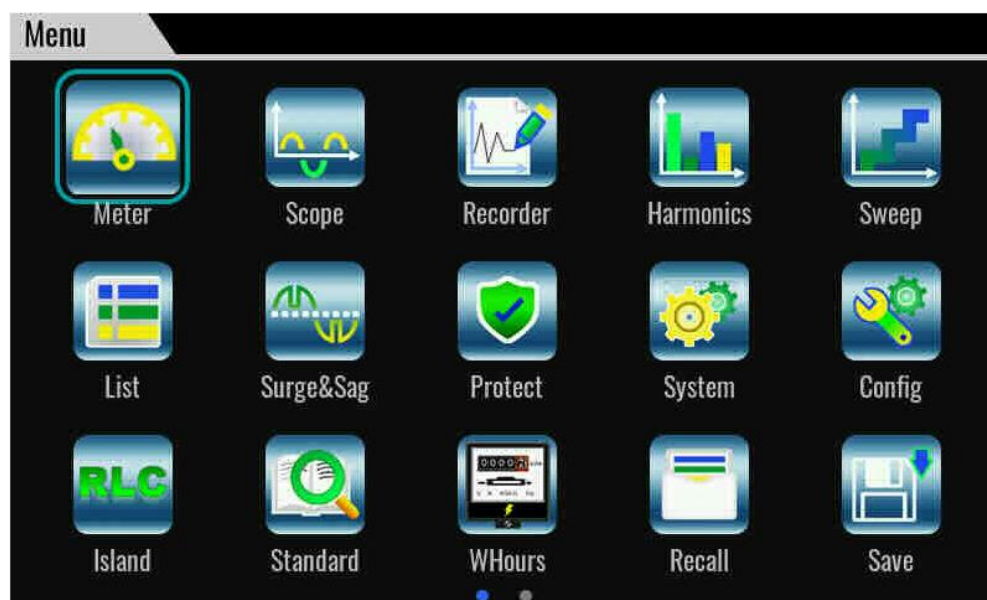 Menu
Meter Scope Recorder Harmonics Sweep
List Surge&Sag Protect System Config
RLC
Island Standard WHours Recall Save